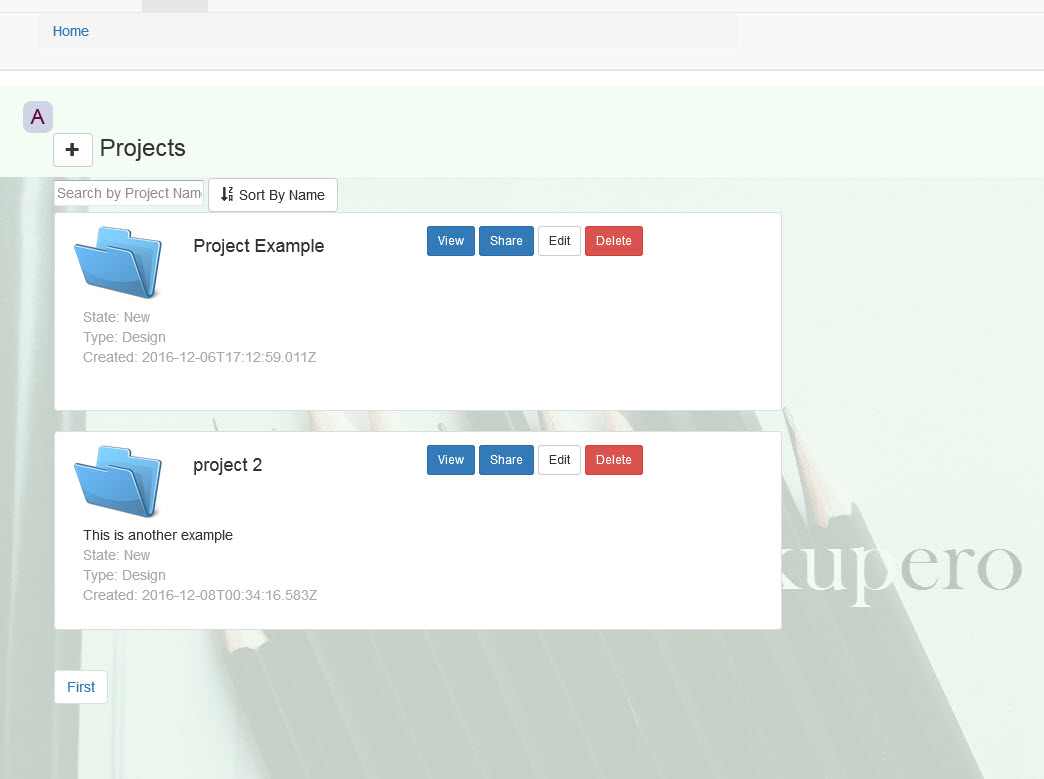 Home
A
Projects
Search by Project Nam
Sort By Name
Project Example
View
Share
Edit
Delete
State: New
Type: Design
Created: 2016-12-06T17:12:59.011Z
project 2
View
Share
Edit
Delete
This is another example
State: New
Type: Design
Created: 2016-12-08T00:34:16.583Z
kupero
First